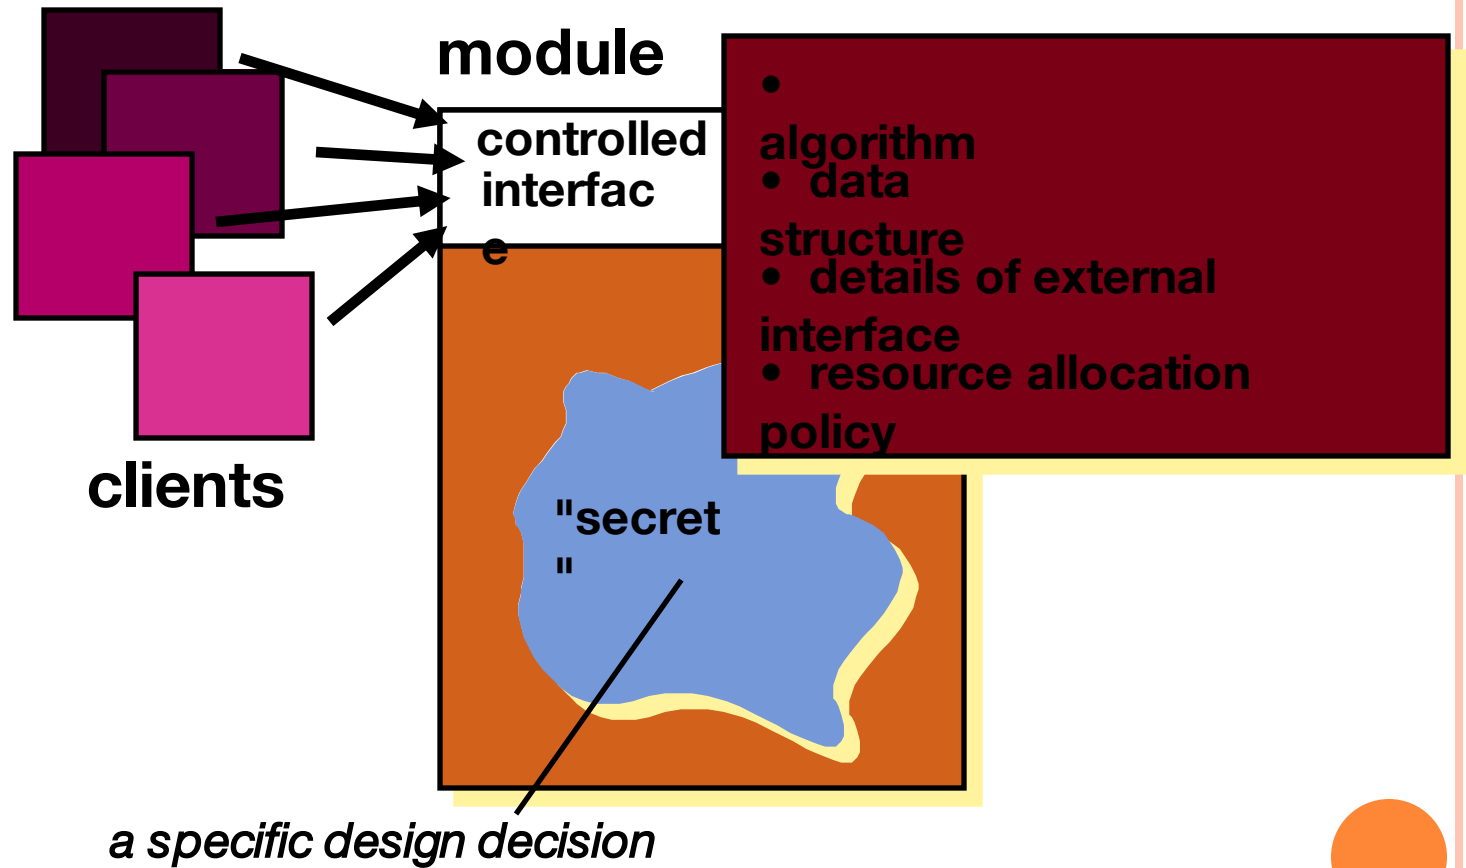 module
controlled
interfac
e
•
algorithm
• data
structure
• details of external
interface
• resource allocation
policy
clients
"secret
"
a specific design decision